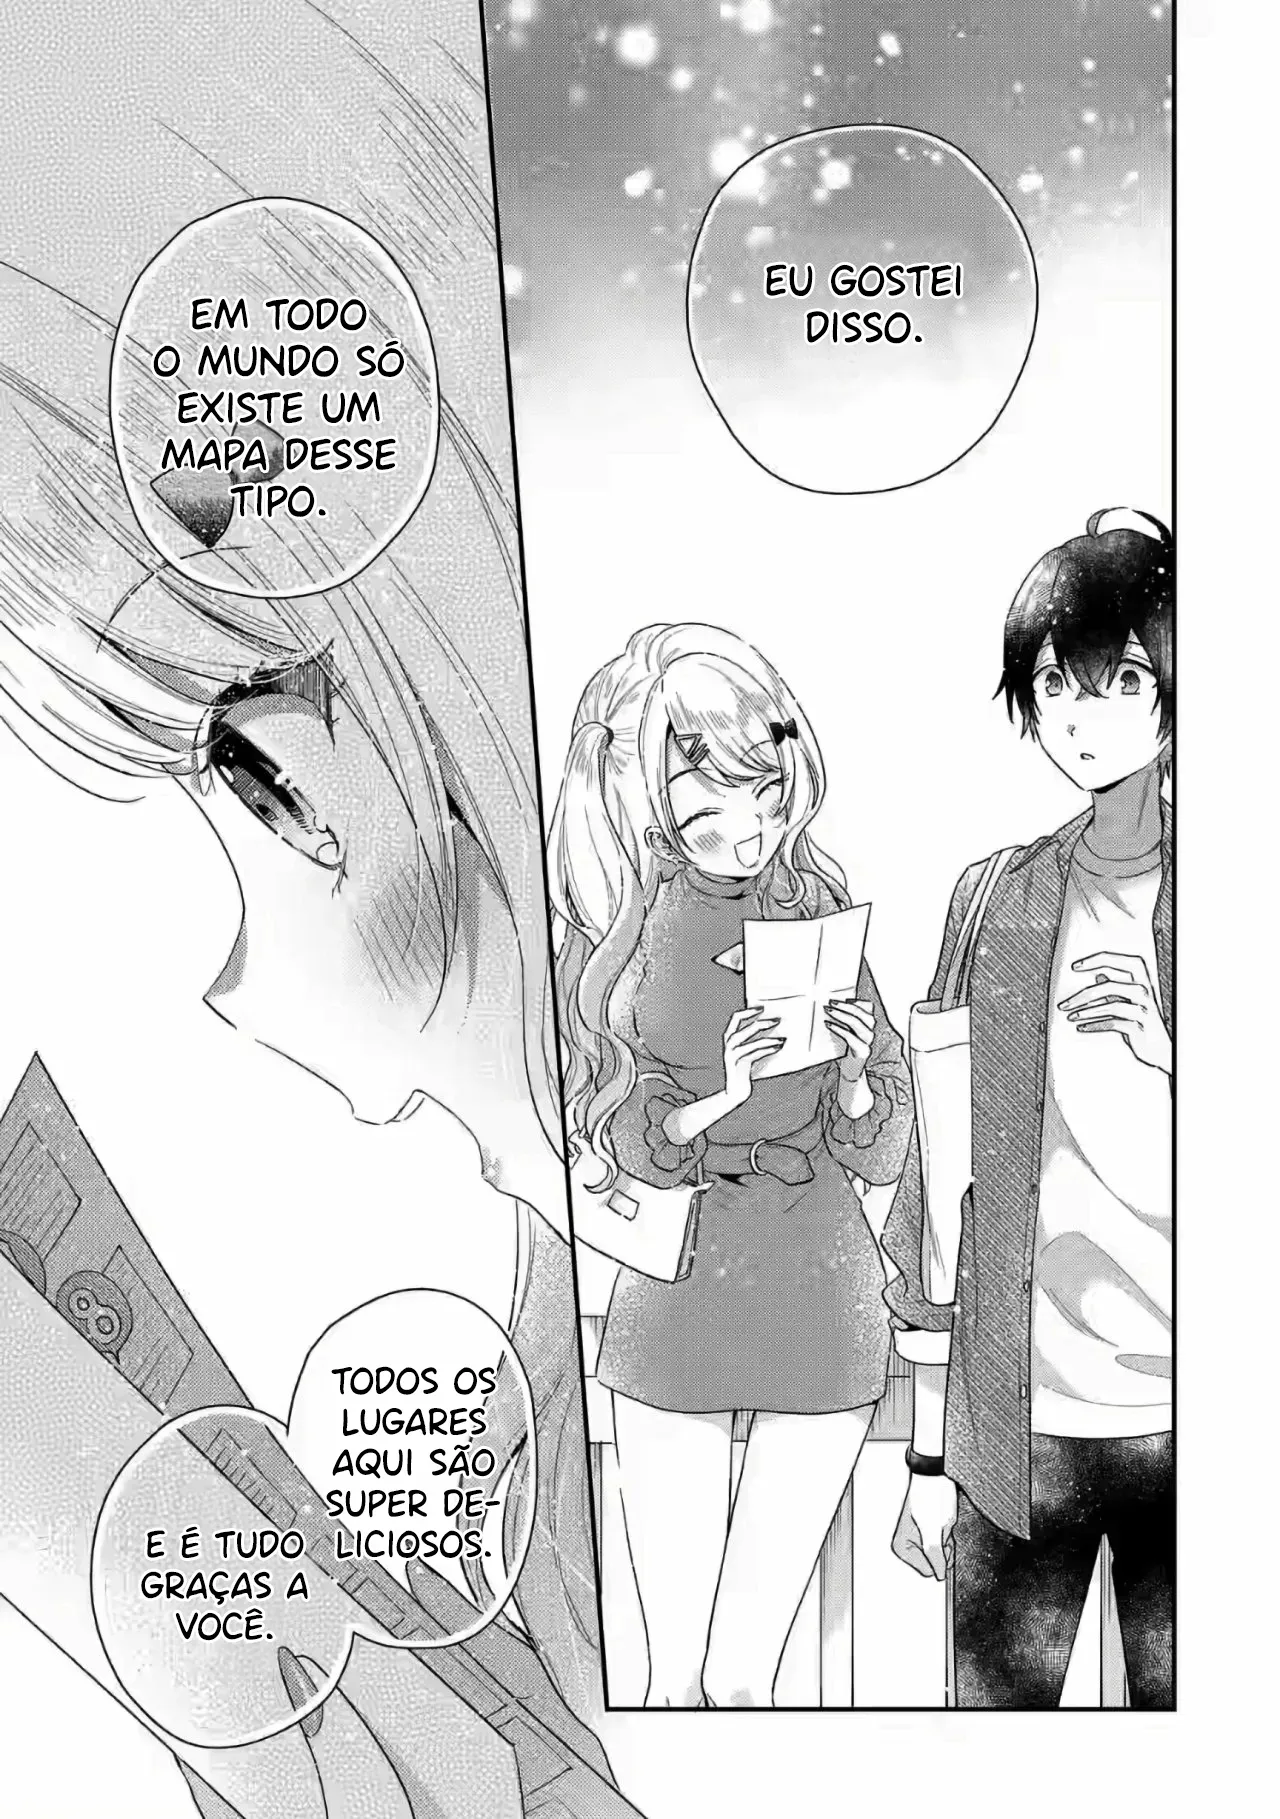 EU GOSTEI
DISSO.
EM TODO
O MUNDO SÓ
EXISTE UM
MAPA DESSE
TIPO.
TODOS OS
LUGARES
AQUI SÃO
SUPER DE-
LICIOSOS.
E É TUDO
GRAÇAS A
VOCÊ.
8